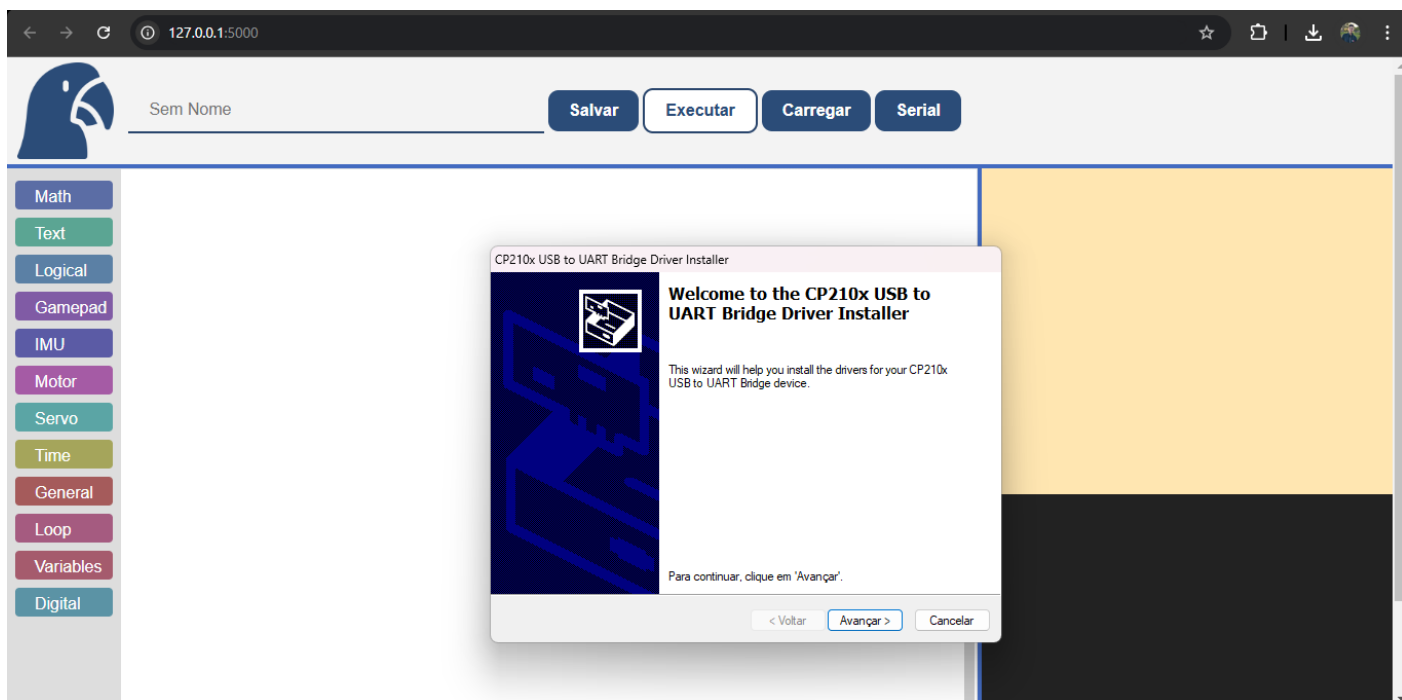 127.0.0.1:5000
Sem Nome
Salvar
Executar
Carregar
Serial
Math
Text
Logical
Gamepad
IMU
Motor
Servo
Time
General
Loop
Variables
Digital
CP210x USB to UART Bridge Driver Installer
Welcome to the CP210x USB to
UART Bridge Driver Installer
This wizard will help you install the drivers for your CP210x
USB to UART Bridge device.
Para continuar, clique em 'Avançar'.
< Voltar
Avançar >
Cancelar